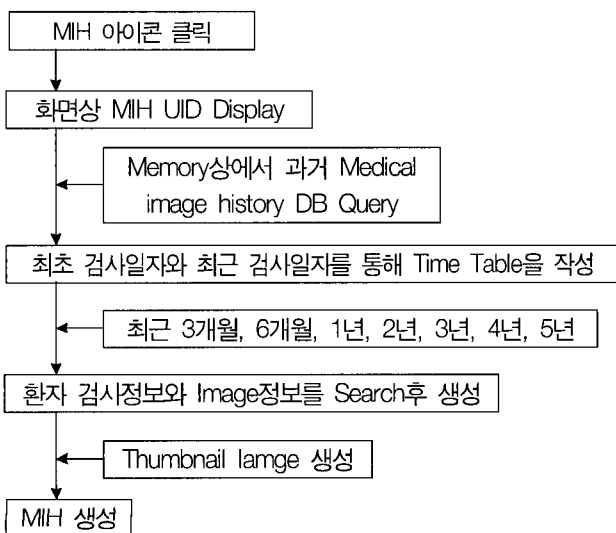 MIH 아이콘 클릭
화면상 MIH UID Display
Memory상에서 과거 Medical
image history DB Query
최초 검사일자와 최근 검사일자를 통해 Time Table을 작성
최근 3개월, 6개월, 1년, 2년, 3년, 4년, 5년
환자 검사정보와 Image정보를 Search후 생성
Thumbnail Iamge 생성
MIH 생성